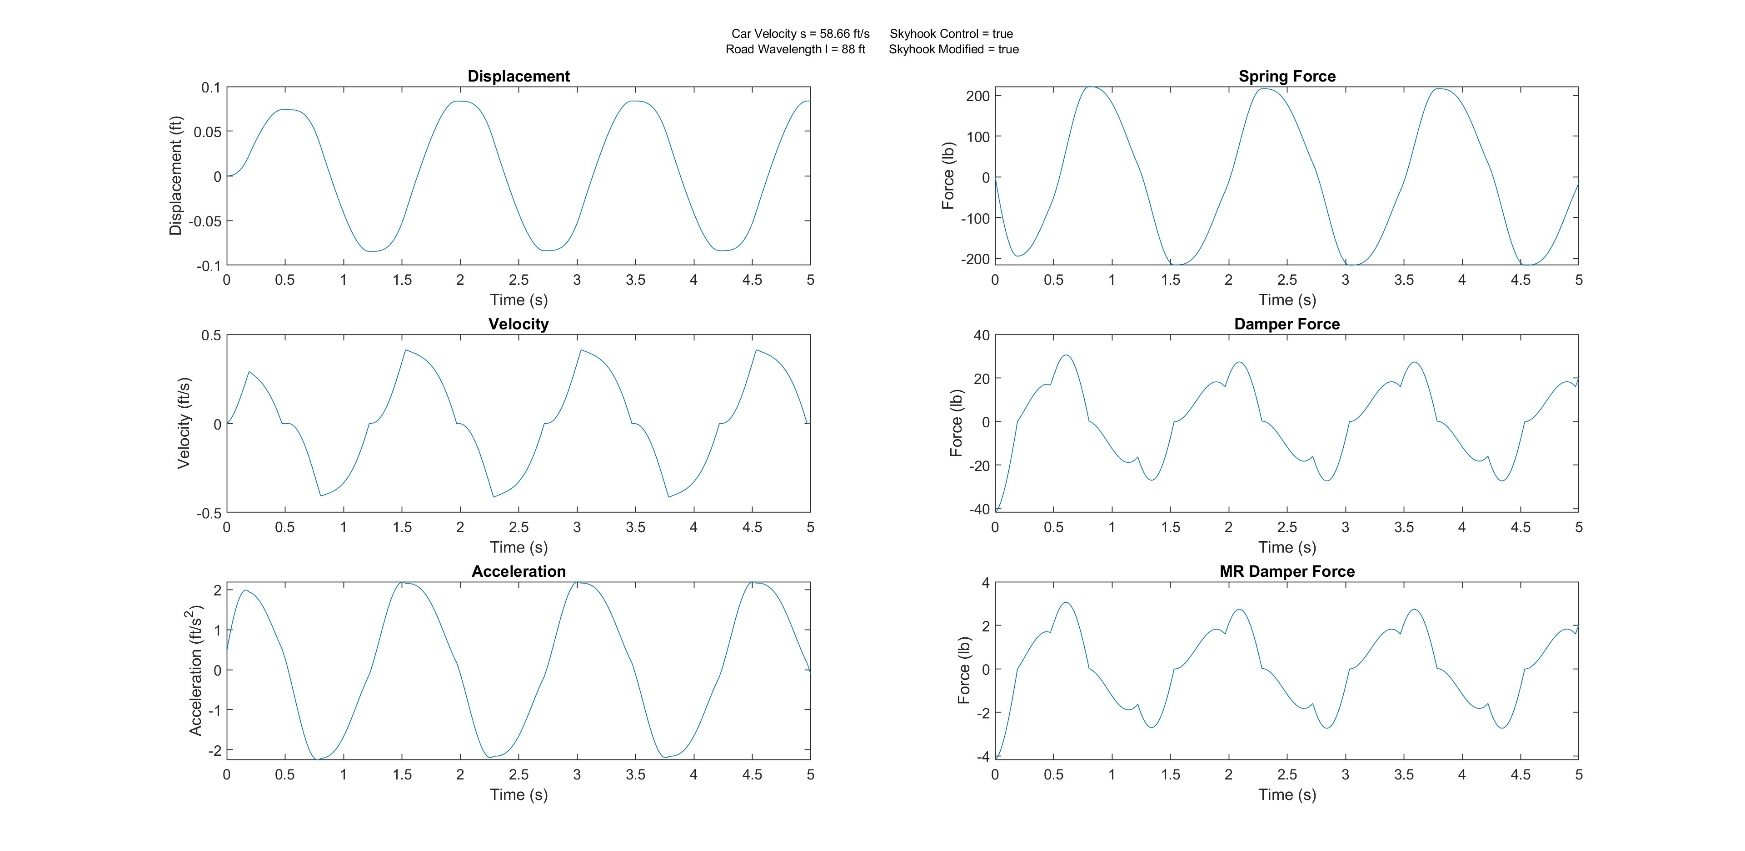 Car Velocity s = 58.66 ft/s Skyhook Control = true
Road Wavelength l = 88 ft Skyhook Modified = true
Displacement
0.1
0.05
0
-0.05
-0.1
Displacement (ft)
0 0.5 1 1.5 2 2.5 3 3.5 4 4.5 5
Time (s)
Spring Force
200
100
0
-100
-200
Force (lb)
0 0.5 1 1.5 2 2.5 3 3.5 4 4.5 5
Time (s)
Velocity
0.5
0
-0.5
Velocity (ft/s)
0 0.5 1 1.5 2 2.5 3 3.5 4 4.5 5
Time (s)
Damper Force
40
20
0
-20
-40
Force (lb)
0 0.5 1 1.5 2 2.5 3 3.5 4 4.5 5
Time (s)
Acceleration
2
1
0
-1
-2
Acceleration (ft/s²)
0 0.5 1 1.5 2 2.5 3 3.5 4 4.5 5
Time (s)
MR Damper Force
4
2
0
-2
-4
Force (lb)
0 0.5 1 1.5 2 2.5 3 3.5 4 4.5 5
Time (s)